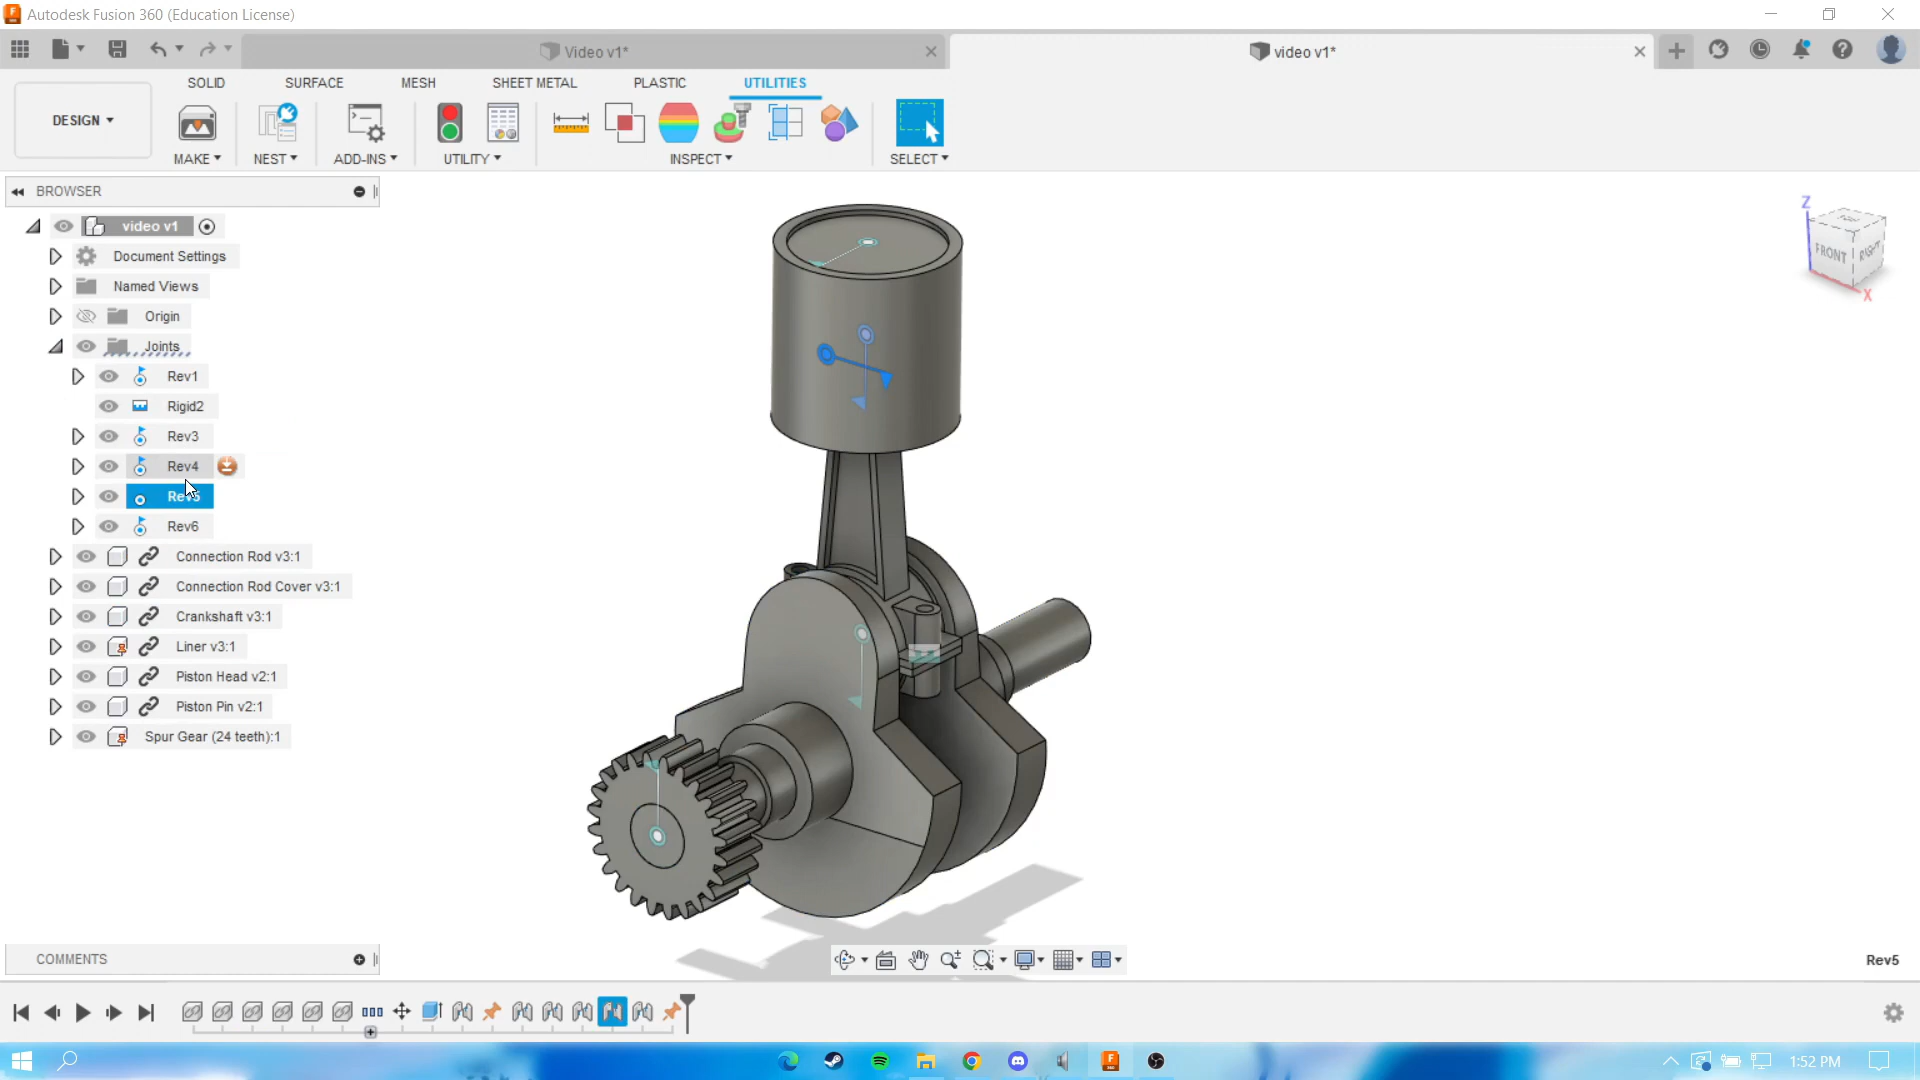 Autodesk Fusion 360 (Education License)
Video v1*
video v1*
SOLID
SURFACE
MESH
SHEET METAL
PLASTIC
UTILITIES
DESIGN
MAKE
NEST
ADD-INS
UTILITY
INSPECT
SELECT
BROWSER
video v1
Document Settings
Named Views
Origin
Joints
Rev1
Rigid2
Rev3
Rev4
Rev5
Rev6
Connection Rod v3:1
Connection Rod Cover v3:1
Crankshaft v3:1
Liner v3:1
Piston Head v2:1
Piston Pin v2:1
Spur Gear (24 teeth):1
Z
TOP
FRONT
RIGHT
X
COMMENTS
Rev5
1:52 PM